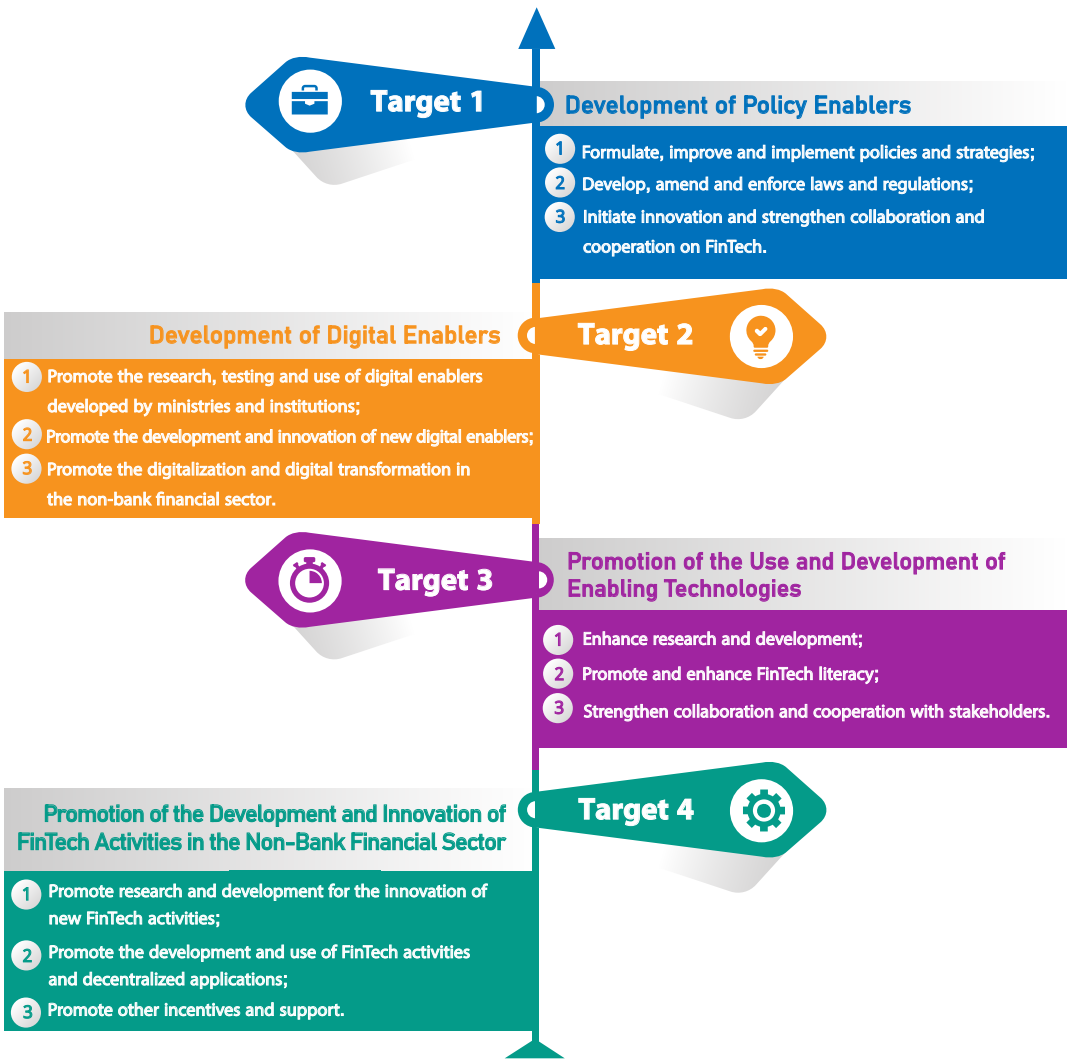 Target 1
Development of Policy Enablers
1 Formulate, improve and implement policies and strategies;
2 Develop, amend and enforce laws and regulations;
3 Initiate innovation and strengthen collaboration and
cooperation on FinTech.
Development of Digital Enablers
Target 2
1 Promote the research, testing and use of digital enablers
developed by ministries and institutions;
2 Promote the development and innovation of new digital enablers;
3 Promote the digitalization and digital transformation in
the non-bank financial sector.
Target 3
Promotion of the Use and Development of
Enabling Technologies
1 Enhance research and development;
2 Promote and enhance FinTech literacy;
3 Strengthen collaboration and cooperation with stakeholders.
Promotion of the Development and Innovation of
FinTech Activities in the Non-Bank Financial Sector
Target 4
1 Promote research and development for the innovation of
new FinTech activities;
2 Promote the development and use of FinTech activities
and decentralized applications;
3 Promote other incentives and support.